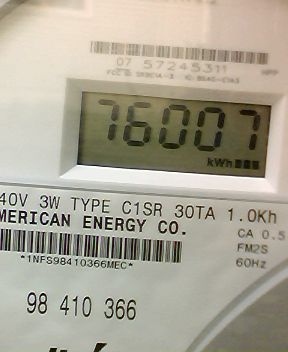 07 57245311
76007
kWh
40V 3W TYPE C1SR 30TA 1.0Kh
MERICAN ENERGY CO.
CA 0.5
FM2S
*1NFS98410366MEC*
60Hz
98 410 366